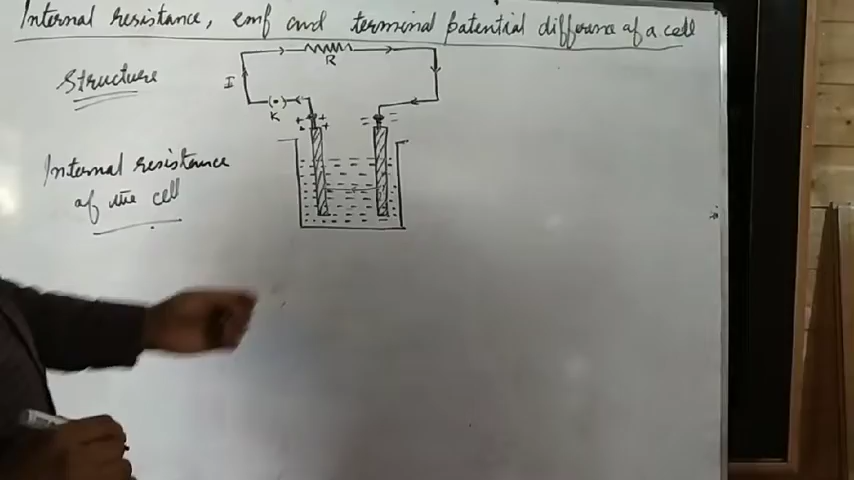 Internal resistance, emf and terminal potential difference of a cell
Structure
R
I
K
+ +
- +
Internal resistance
of the cell